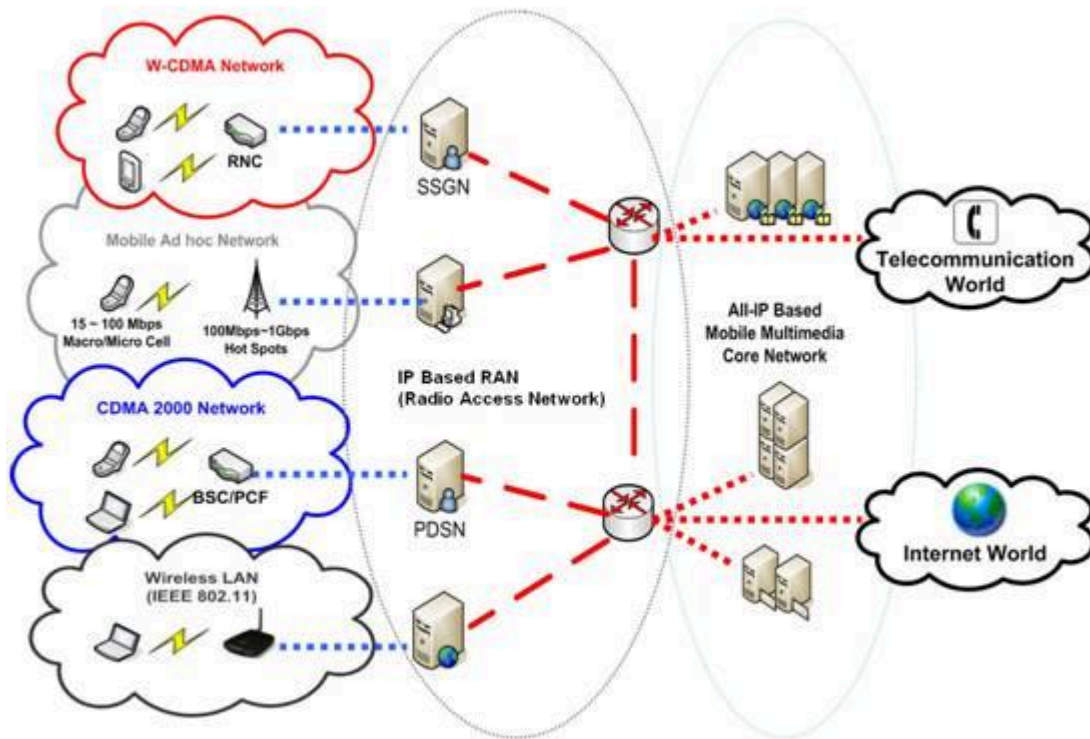 W-CDMA Network
RNC
SSGN
Mobile Ad hoc Network
15 ~ 100 Mbps
Macro/Micro Cell
100Mbps~1Gbps
Hot Spots
IP Based RAN
(Radio Access Network)
CDMA 2000 Network
BSC/PCF
PDSN
Wireless LAN
(IEEE 802.11)
All-IP Based
Mobile Multimedia
Core Network
Telecommunication
World
Internet World